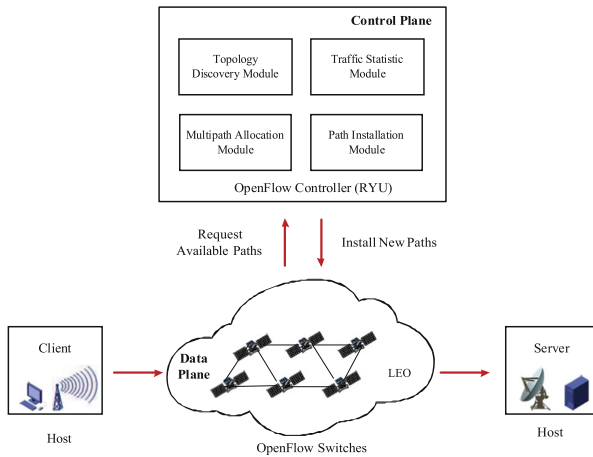 Control Plane
Topology
Discovery Module
Traffic Statistic
Module
Multipath Allocation
Module
Path Installation
Module
OpenFlow Controller (RYU)
Request
Available Paths
Install New Paths
Client
Host
Data
Plane
LEO
OpenFlow Switches
Server
Host